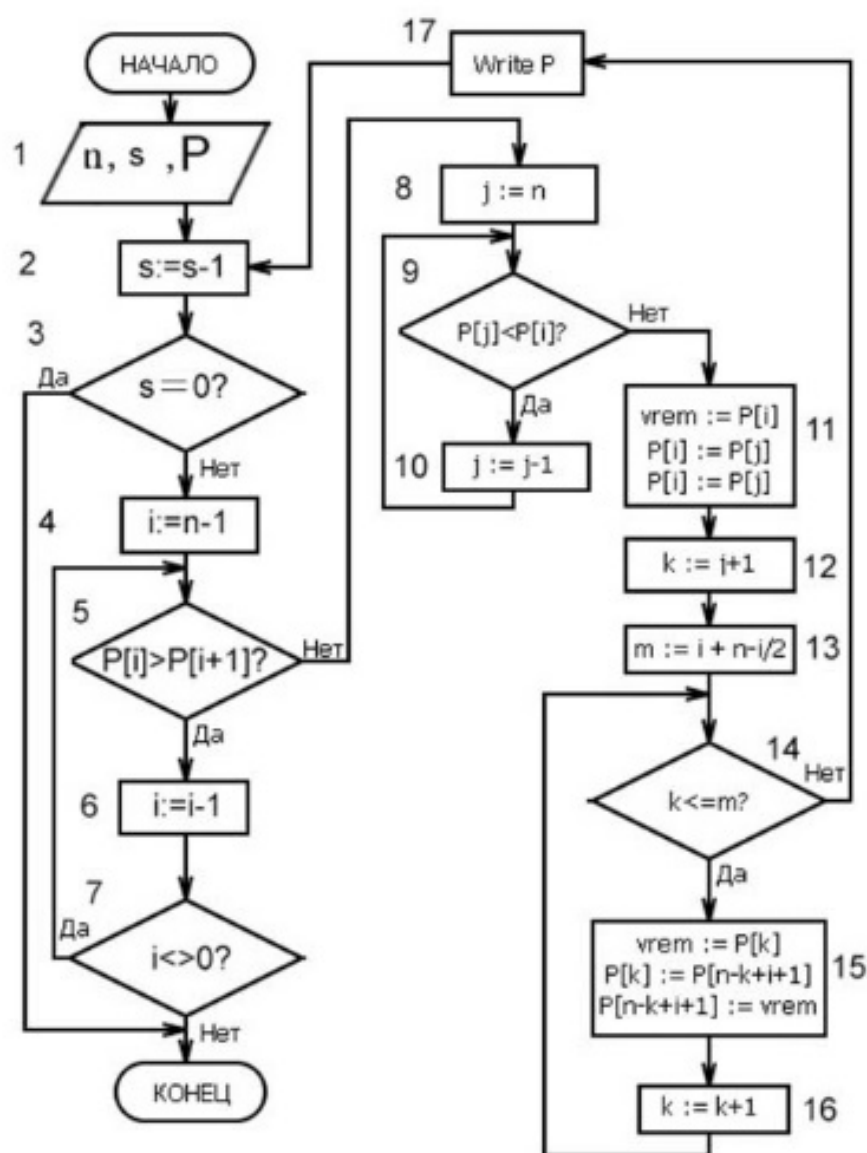 НАЧАЛО
1
n, s ,P
2
s:=s-1
3
s=0?
Да
Нет
4
i:=n-1
5
P[i]>P[i+1]?
Нет
Да
6
i:=i-1
7
Да
i<>0?
Нет
КОНЕЦ
17
Write P
8
j := n
9
P[j]<P[i]?
Нет
Да
10
j := j-1
vrem := P[i]
P[i] := P[j]
P[i] := P[j]
11
k := j+1
12
m := i + n-i/2
13
14
k<=m?
Нет
Да
vrem := P[k]
P[k] := P[n-k+i+1]
P[n-k+i+1] := vrem
15
k := k+1
16